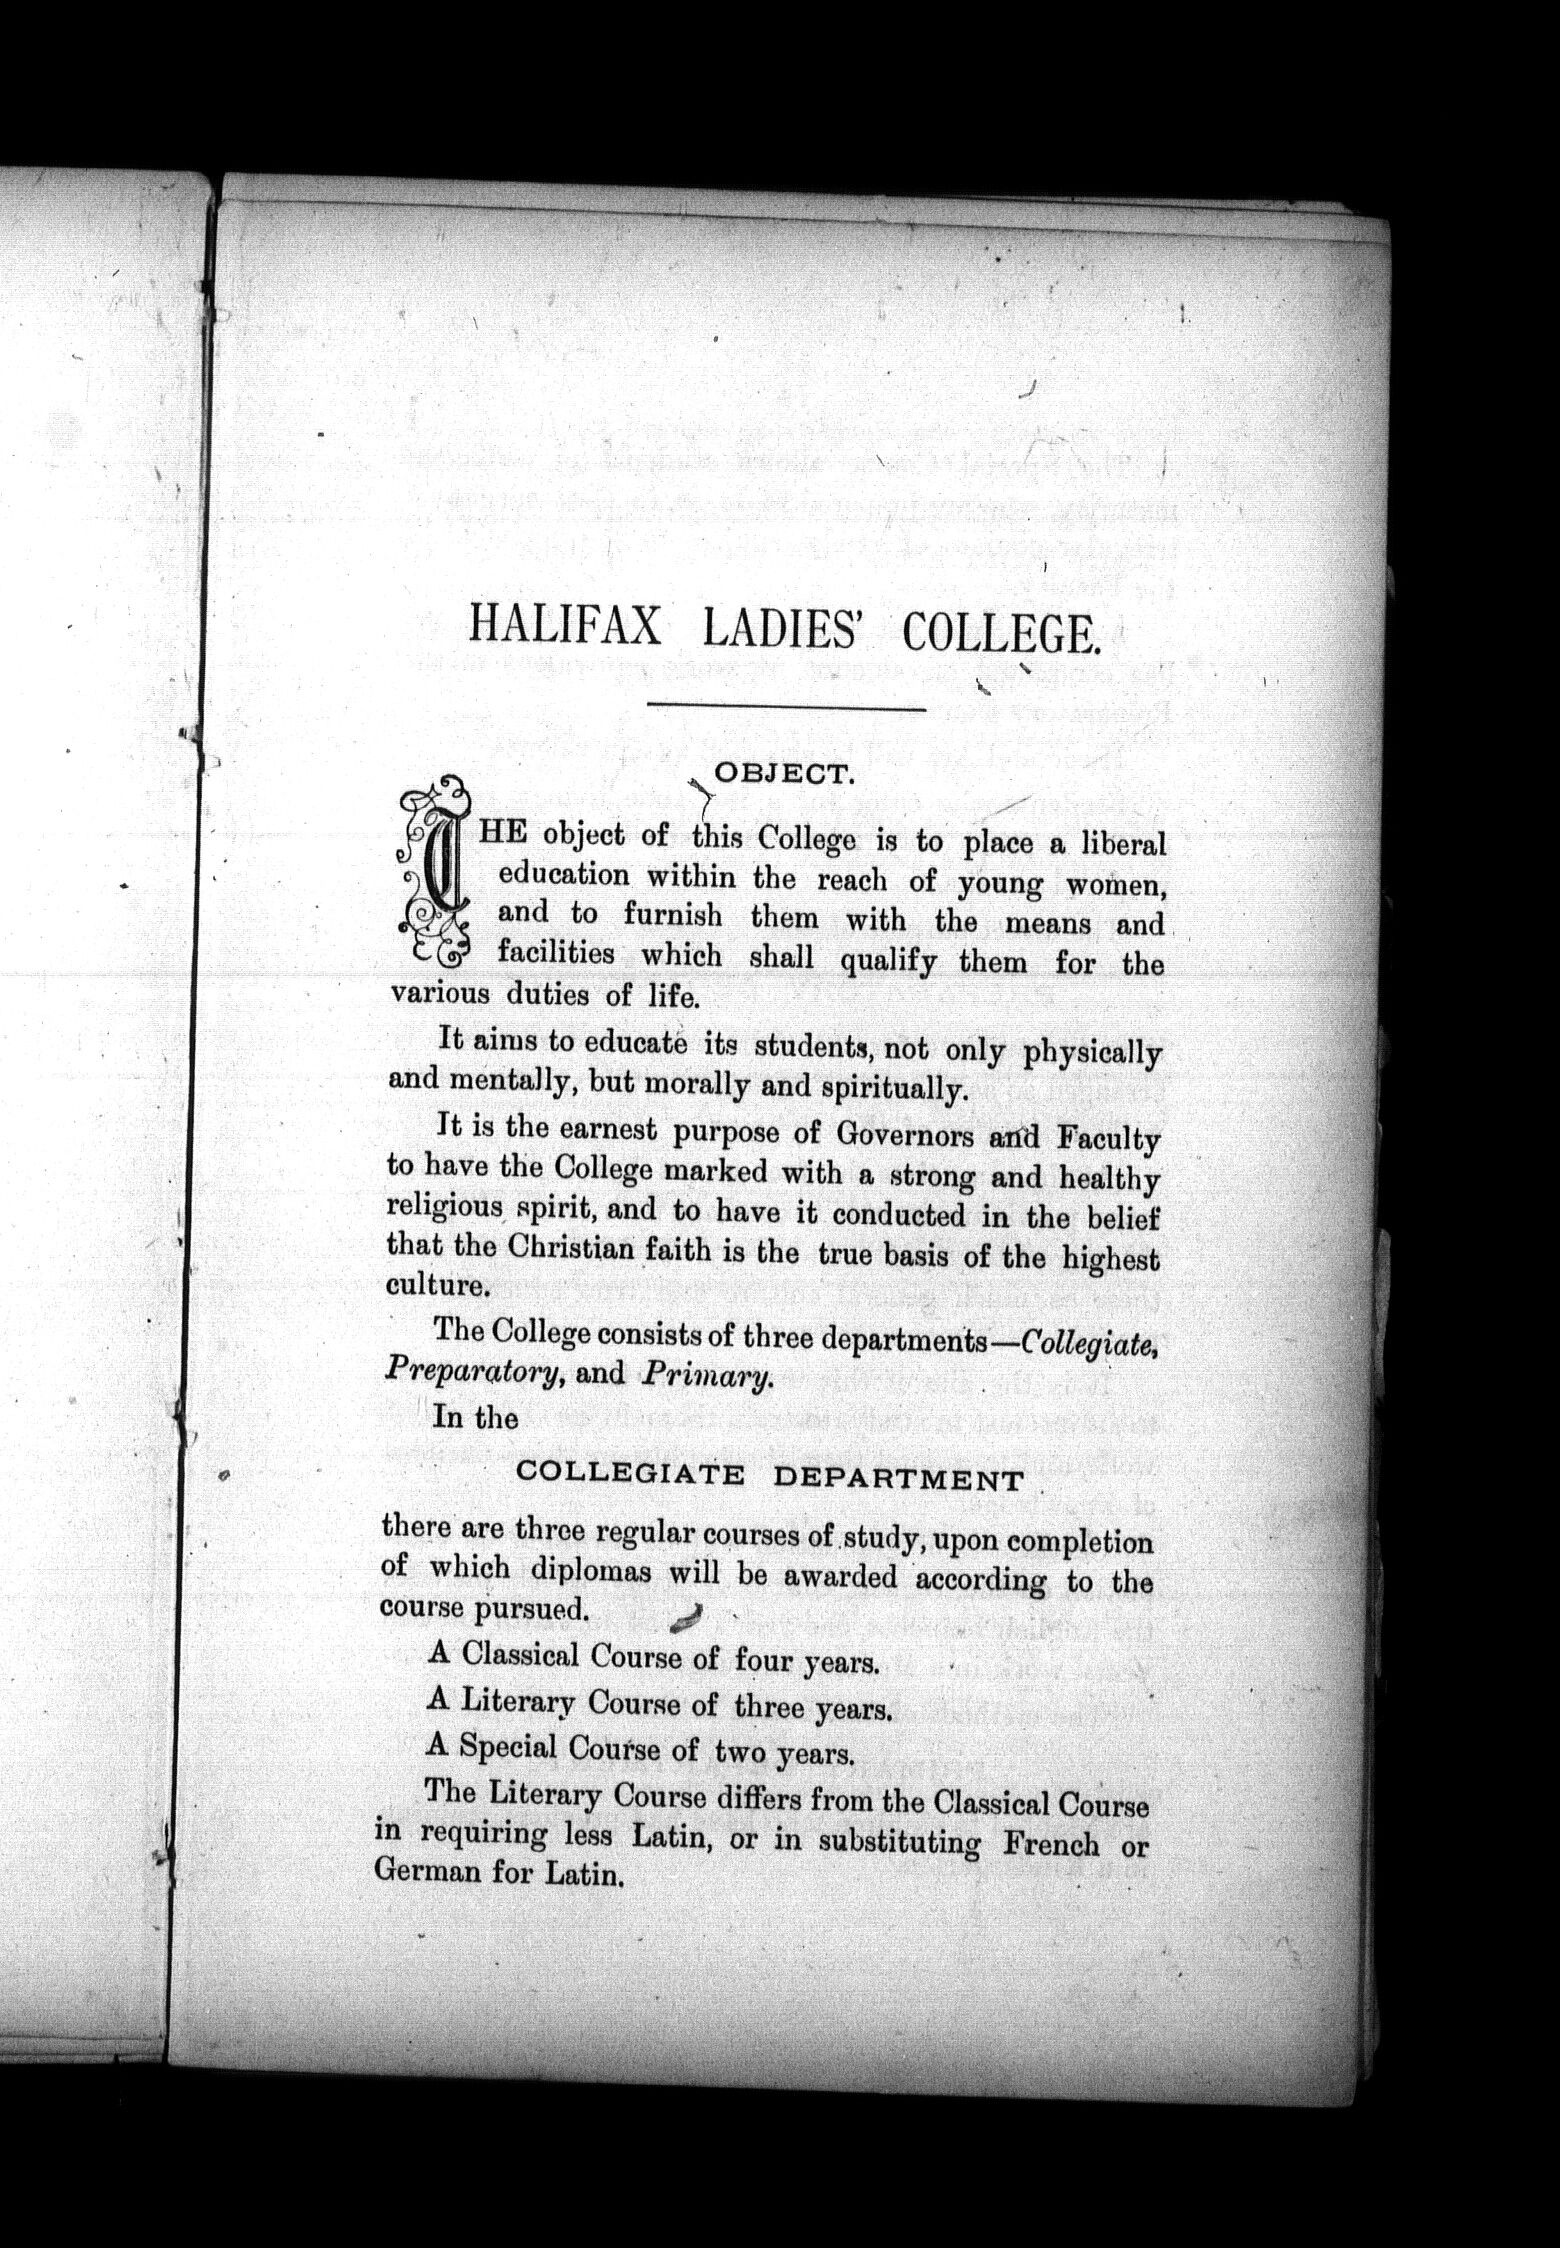 HALIFAX LADIES' COLLEGE.
OBJECT.
THE object of this College is to place a liberal
education within the reach of young women,
and to furnish them with the means and
facilities which shall qualify them for the
various duties of life.
It aims to educate its students, not only physically
and mentally, but morally and spiritually.
It is the earnest purpose of Governors and Faculty
to have the College marked with a strong and healthy
religious spirit, and to have it conducted in the belief
that the Christian faith is the true basis of the highest
culture.
The College consists of three departments—Collegiate,
Preparatory, and Primary.
In the
COLLEGIATE DEPARTMENT
there are three regular courses of study, upon completion
of which diplomas will be awarded according to the
course pursued.
A Classical Course of four years.
A Literary Course of three years.
A Special Course of two years.
The Literary Course differs from the Classical Course
in requiring less Latin, or in substituting French or
German for Latin.